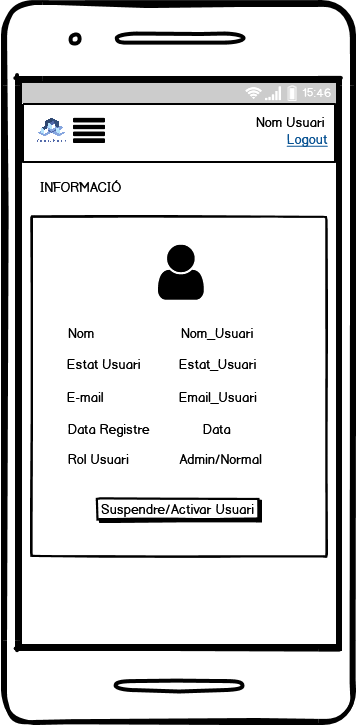 15:46
Nom Usuari
Logout
INFORMACIÓ
Nom Nom_Usuari
Estat Usuari Estat_Usuari
E-mail Email_Usuari
Data Registre Data
Rol Usuari Admin/Normal
Suspendre/Activar Usuari